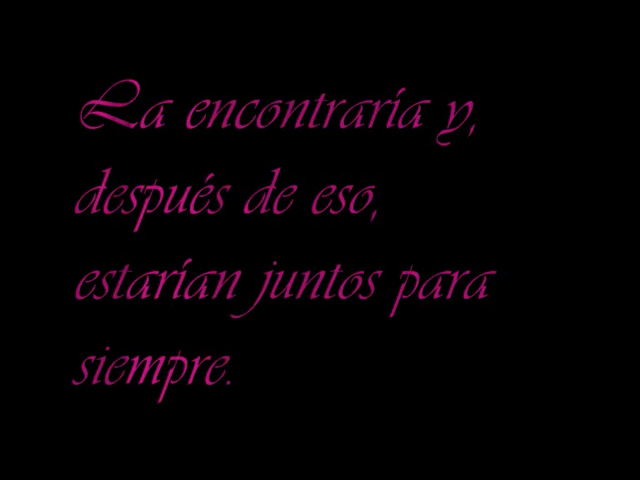 La encontraría y,
después de eso,
estarían juntos para
siempre.